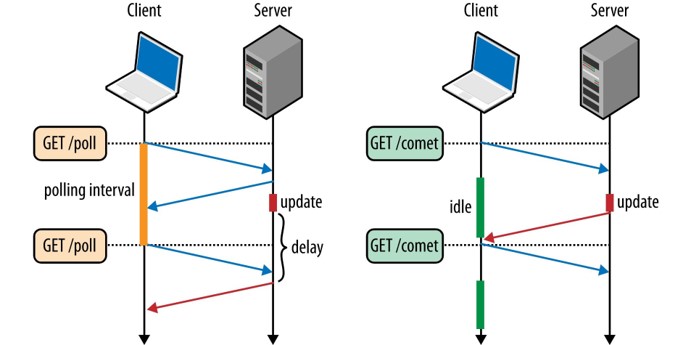 Client
Server
GET /poll
polling interval
update
GET /poll
delay
Client
Server
GET /comet
idle
update
GET /comet